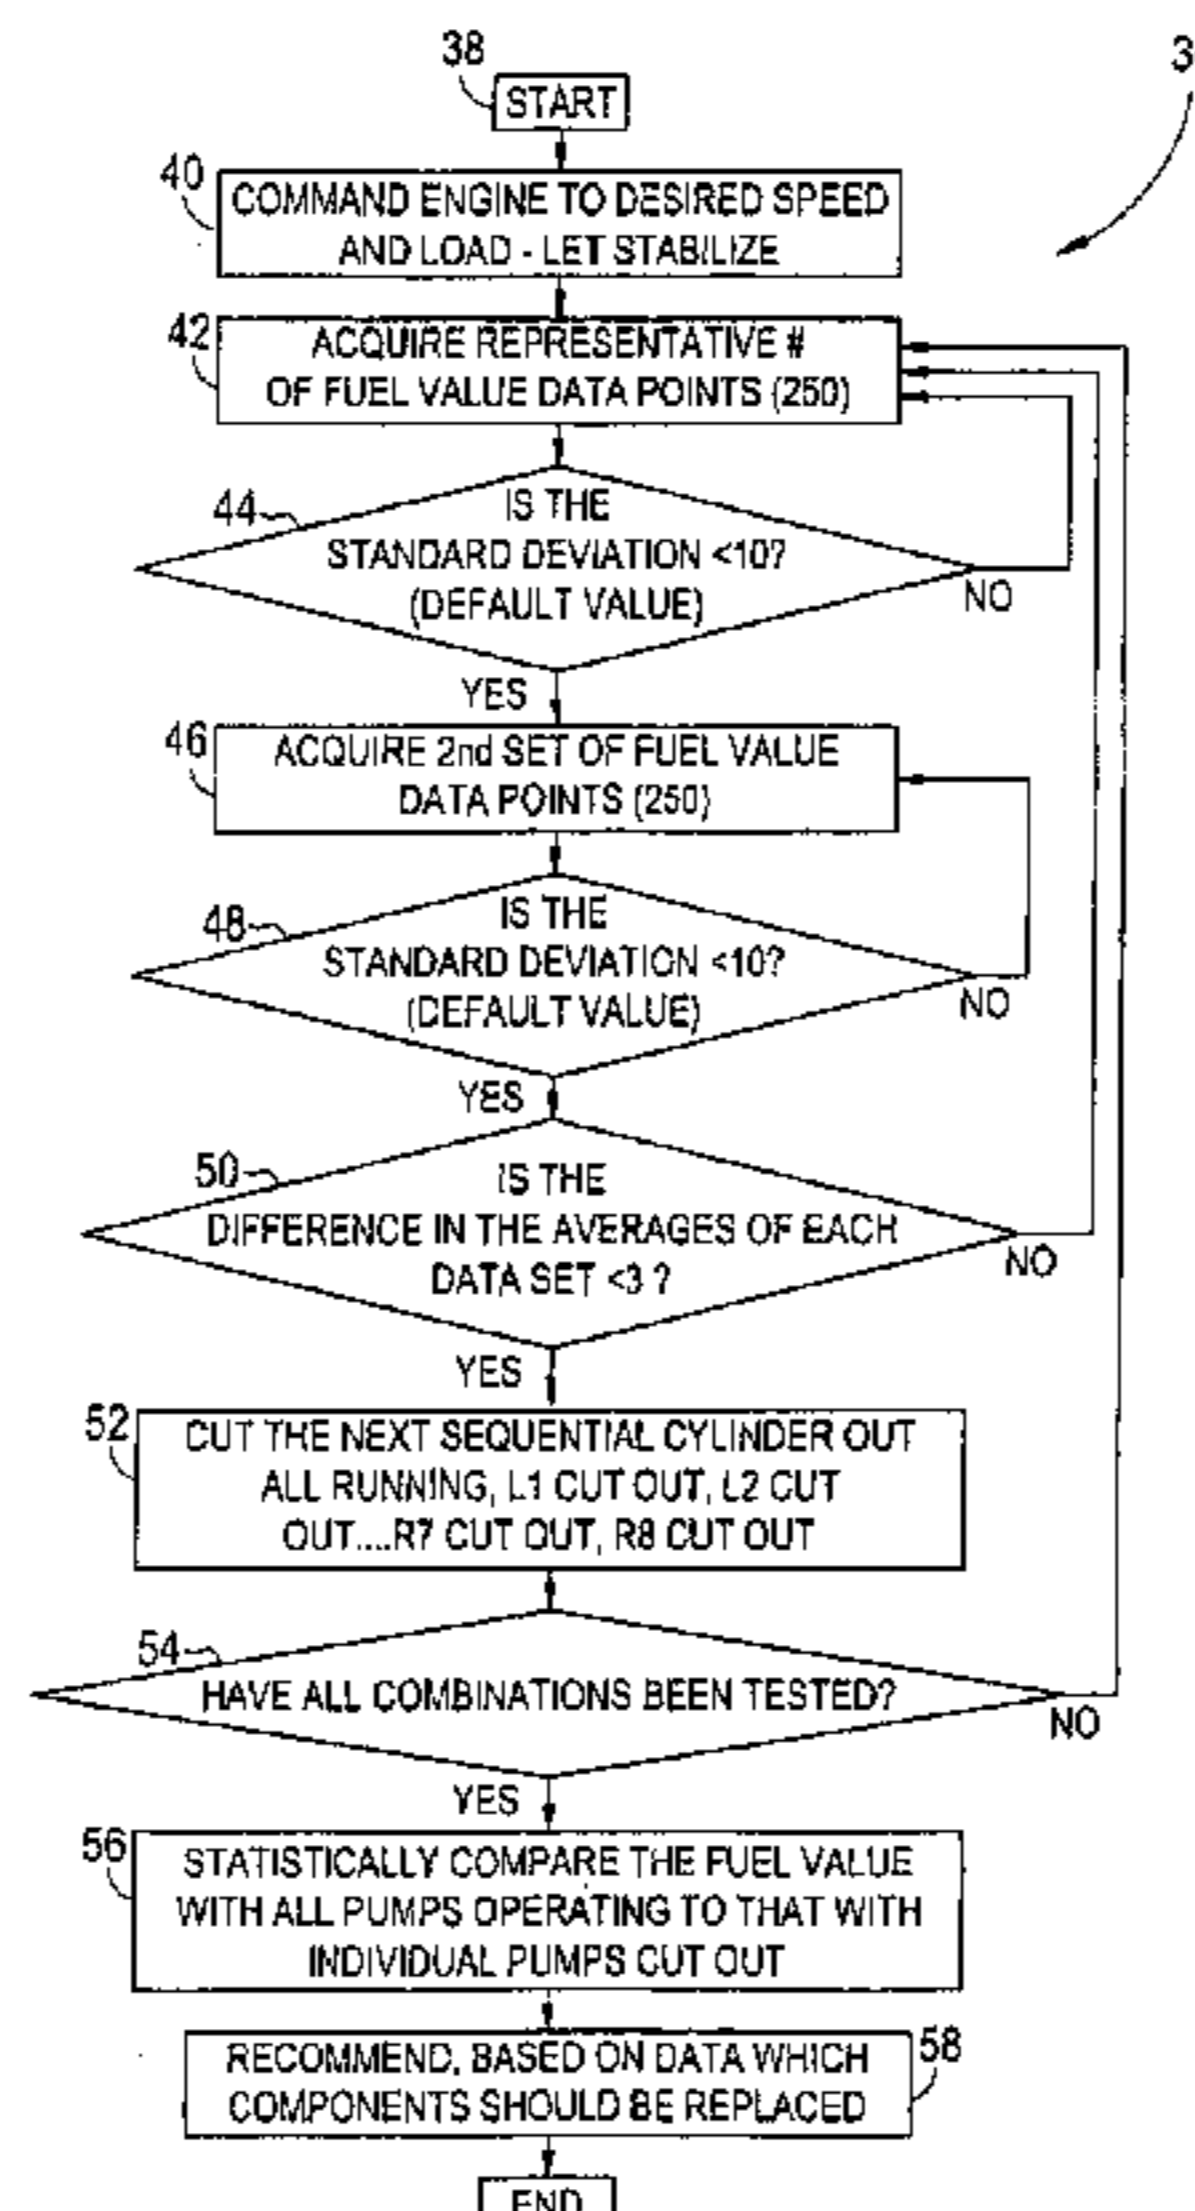 38
START
3
40
COMMAND ENGINE TO DESIRED SPEED
AND LOAD - LET STABILIZE
42
ACQUIRE REPRESENTATIVE #
OF FUEL VALUE DATA POINTS (250)
44
IS THE
STANDARD DEVIATION <10?
(DEFAULT VALUE)
NO
YES
46
ACQUIRE 2nd SET OF FUEL VALUE
DATA POINTS (250)
48
IS THE
STANDARD DEVIATION <10?
(DEFAULT VALUE)
NO
YES
50
IS THE
DIFFERENCE IN THE AVERAGES OF EACH
DATA SET <3 ?
NO
YES
52
CUT THE NEXT SEQUENTIAL CYLINDER OUT
ALL RUNNING, L1 CUT OUT, L2 CUT
OUT....R7 CUT OUT, R8 CUT OUT
54
HAVE ALL COMBINATIONS BEEN TESTED?
NO
YES
56
STATISTICALLY COMPARE THE FUEL VALUE
WITH ALL PUMPS OPERATING TO THAT WITH
INDIVIDUAL PUMPS CUT OUT
58
RECOMMEND, BASED ON DATA WHICH
COMPONENTS SHOULD BE REPLACED
END